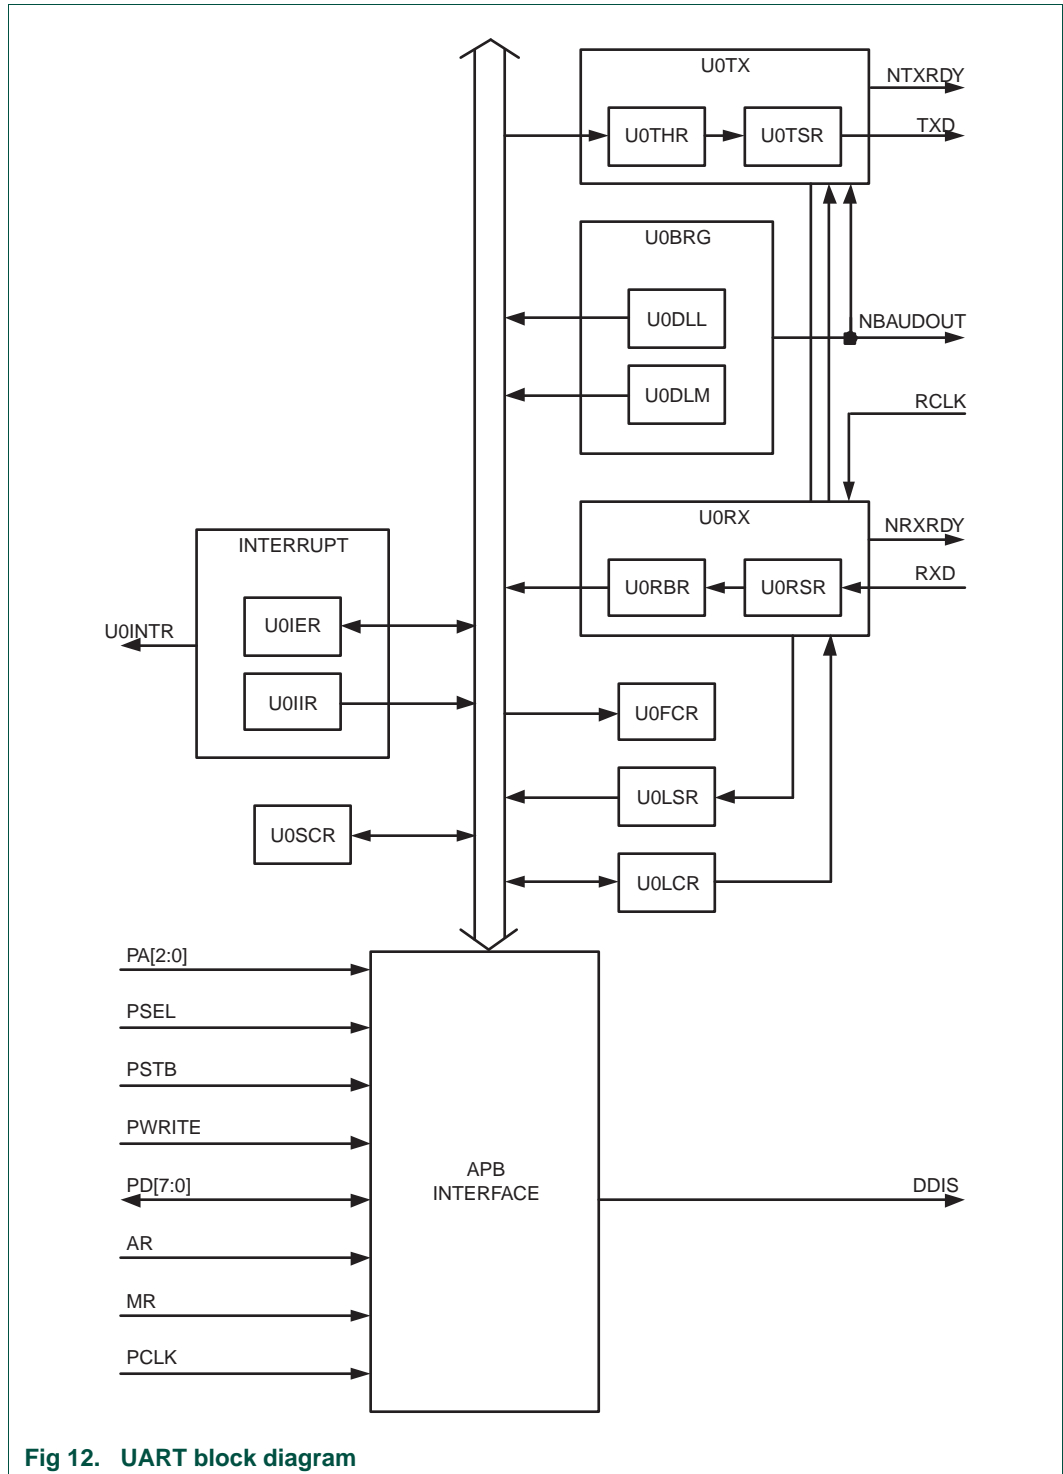 U0TX
NTXRDY
U0THR
U0TSR
TXD
U0BRG
U0DLL
NBAUDOUT
U0DLM
RCLK
U0RX
NRXRDY
INTERRUPT
U0RBR
U0RSR
RXD
U0INTR
U0IER
U0IIR
U0FCR
U0LSR
U0SCR
U0LCR
PA[2:0]
PSEL
PSTB
PWRITE
APB
INTERFACE
PD[7:0]
DDIS
AR
MR
PCLK
Fig 12. UART block diagram